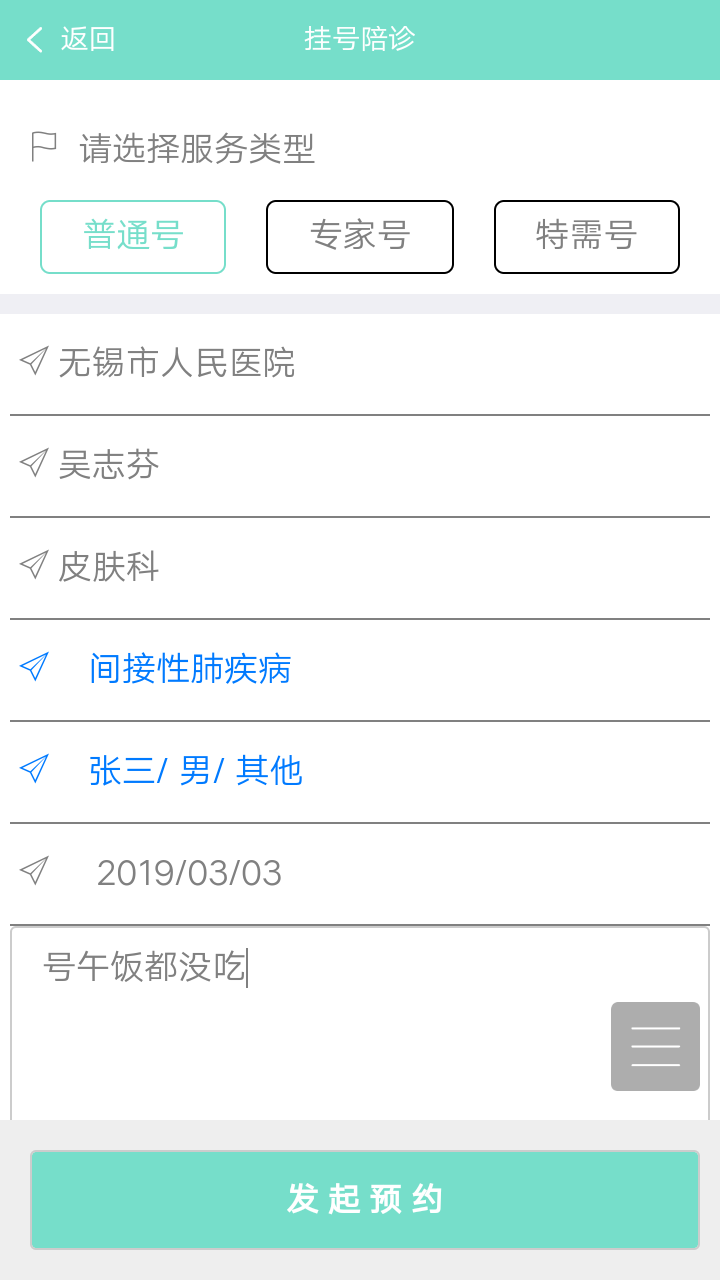 返回 挂号陪诊
请选择服务类型
普通号 专家号 特需号
无锡市人民医院
吴志芬
皮肤科
间接性肺疾病
张三/ 男/ 其他
2019/03/03
号午饭都没吃
发起预约